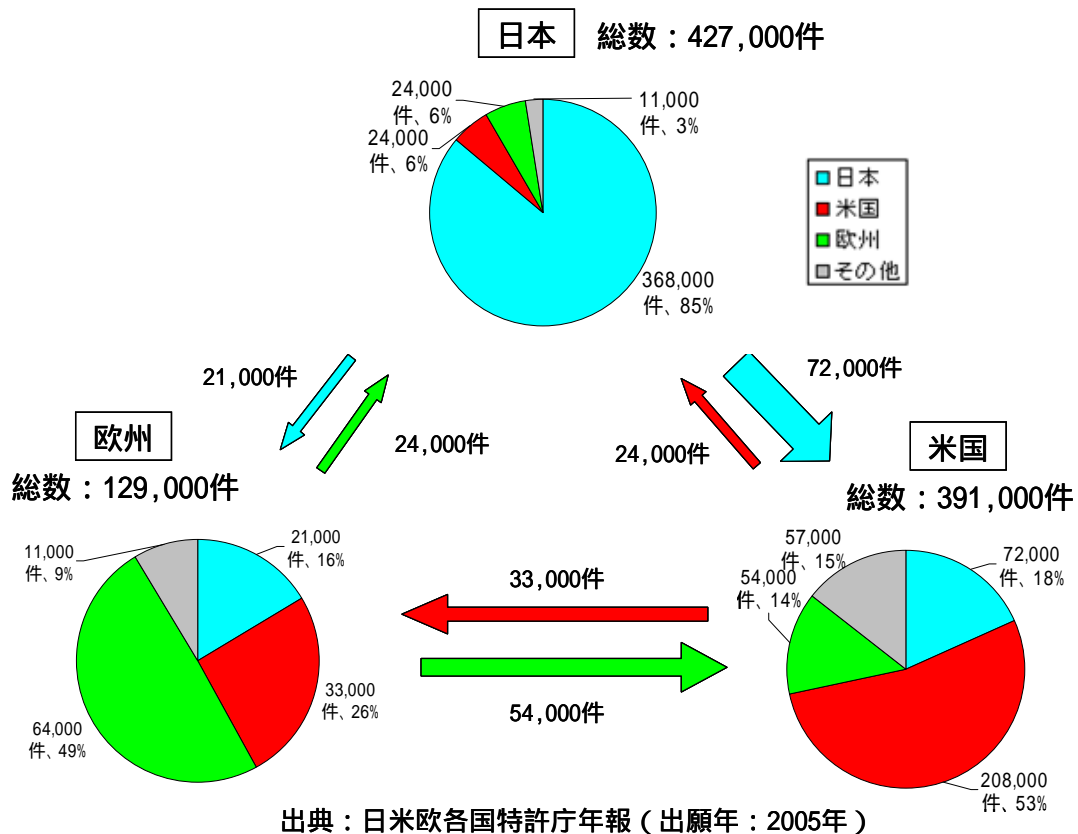 日本 総数：427,000件
24,000
件、6%
24,000
件、6%
11,000
件、3%
368,000
件、85%
日本
米国
欧州
その他
21,000件
24,000件
72,000件
24,000件
欧州
総数：129,000件
米国
総数：391,000件
11,000
件、9%
21,000
件、16%
33,000
件、26%
64,000
件、49%
33,000件
54,000件
57,000
件、15%
54,000
件、14%
72,000
件、18%
208,000
件、53%
出典：日米欧各国特許庁年報（出願年：2005年）